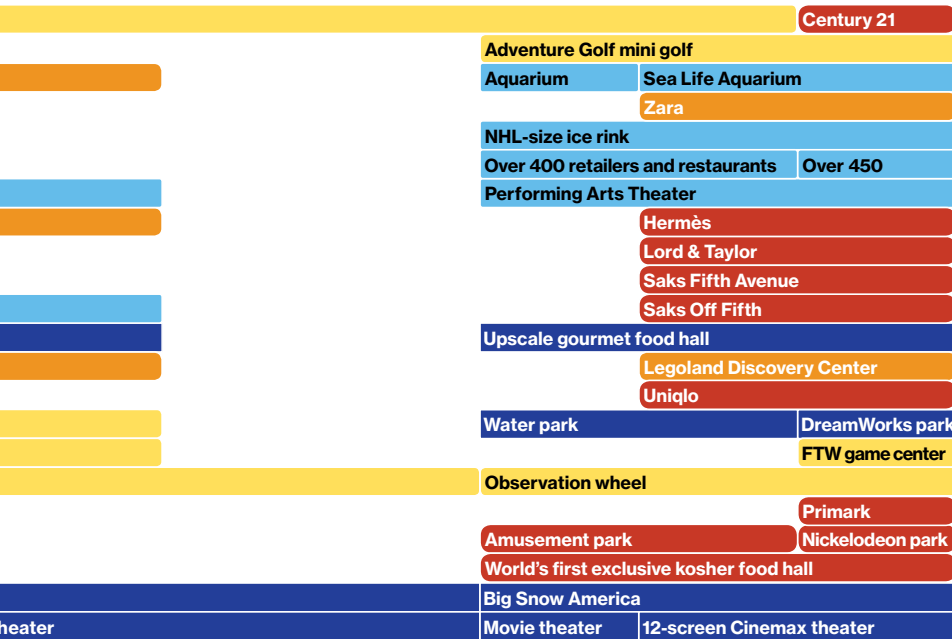 Century 21
Adventure Golf mini golf
Aquarium
Sea Life Aquarium
Zara
NHL-size ice rink
Over 400 retailers and restaurants
Over 450
Performing Arts Theater
Hermès
Lord & Taylor
Saks Fifth Avenue
Saks Off Fifth
Upscale gourmet food hall
Legoland Discovery Center
Uniqlo
Water park
DreamWorks park
FTW game center
Observation wheel
Primark
Amusement park
Nickelodeon park
World’s first exclusive kosher food hall
Big Snow America
heater
Movie theater
12-screen Cinemax theater